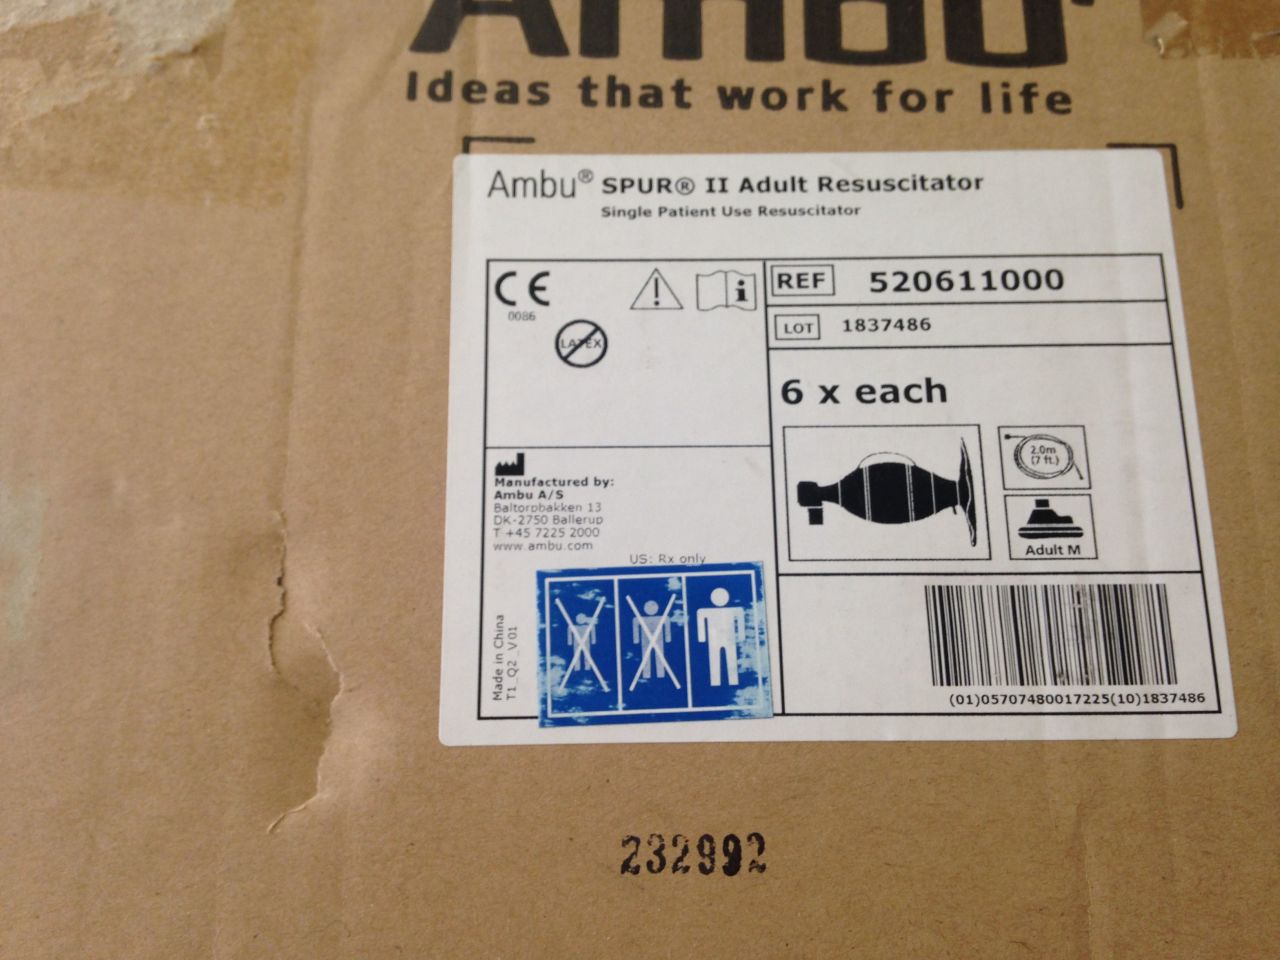 Ambu
Ideas that work for life
Ambu® SPUR® II Adult Resuscitator
Single Patient Use Resuscitator
CE
0086
LATEX
REF 520611000
LOT 1837486
6 x each
2.0m
(7 ft.)
Adult M
Manufactured by:
Ambu A/S
Baltorpbakken 13
DK-2750 Ballerup
T +45 7225 2000
www.ambu.com
US: Rx only
Made in China
T1_Q2_V01
(01)05707480017225(10)1837486
232992